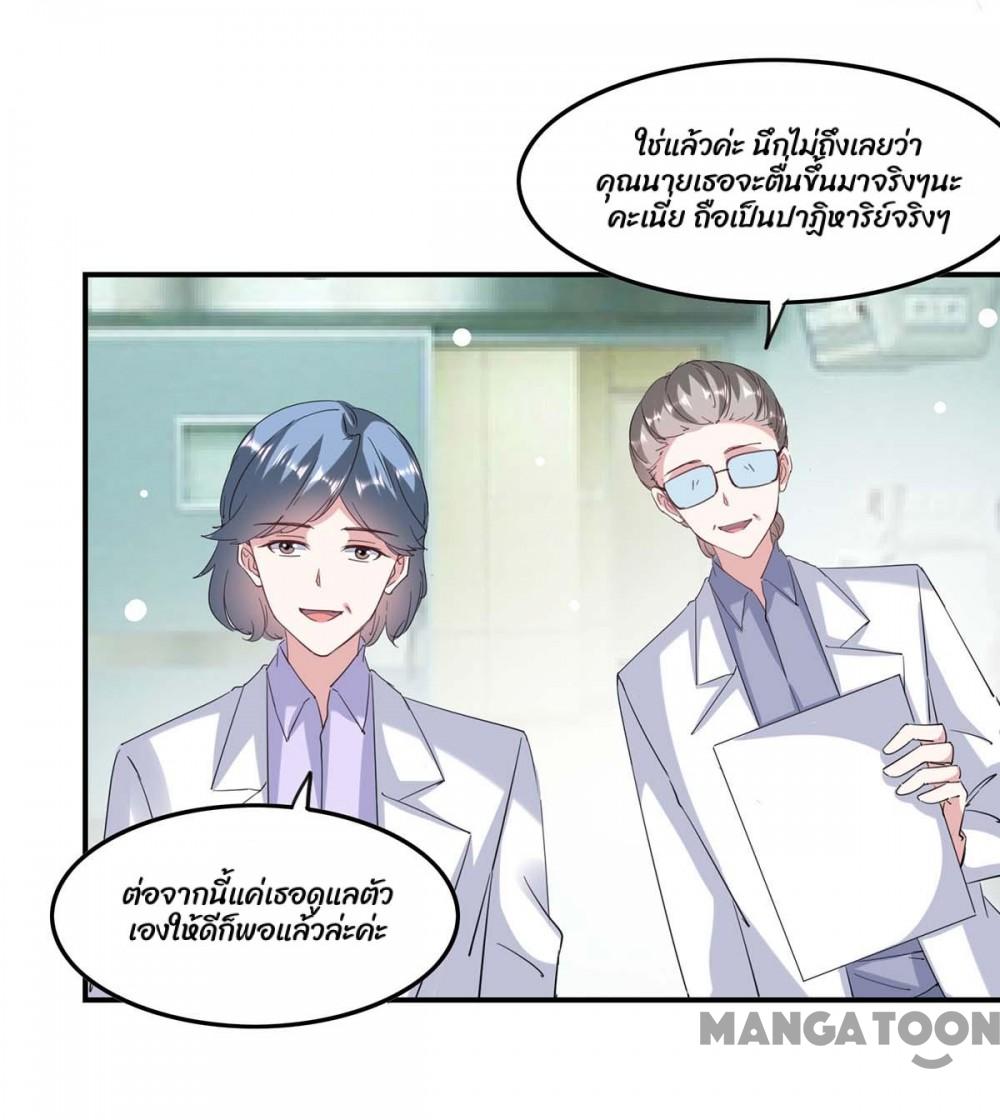 ใช่แล้วค่ะ นึกไม่ถึงเลยว่า
คุณนายเธอจะตื่นขึ้นมาจริงๆนะ
คะเนี่ย ถือเป็นปาฏิหาริย์จริงๆ
ต่อจากนี้แค่เธอดูแลตัว
เองให้ดีก็พอแล้วล่ะค่ะ
MANGATOON